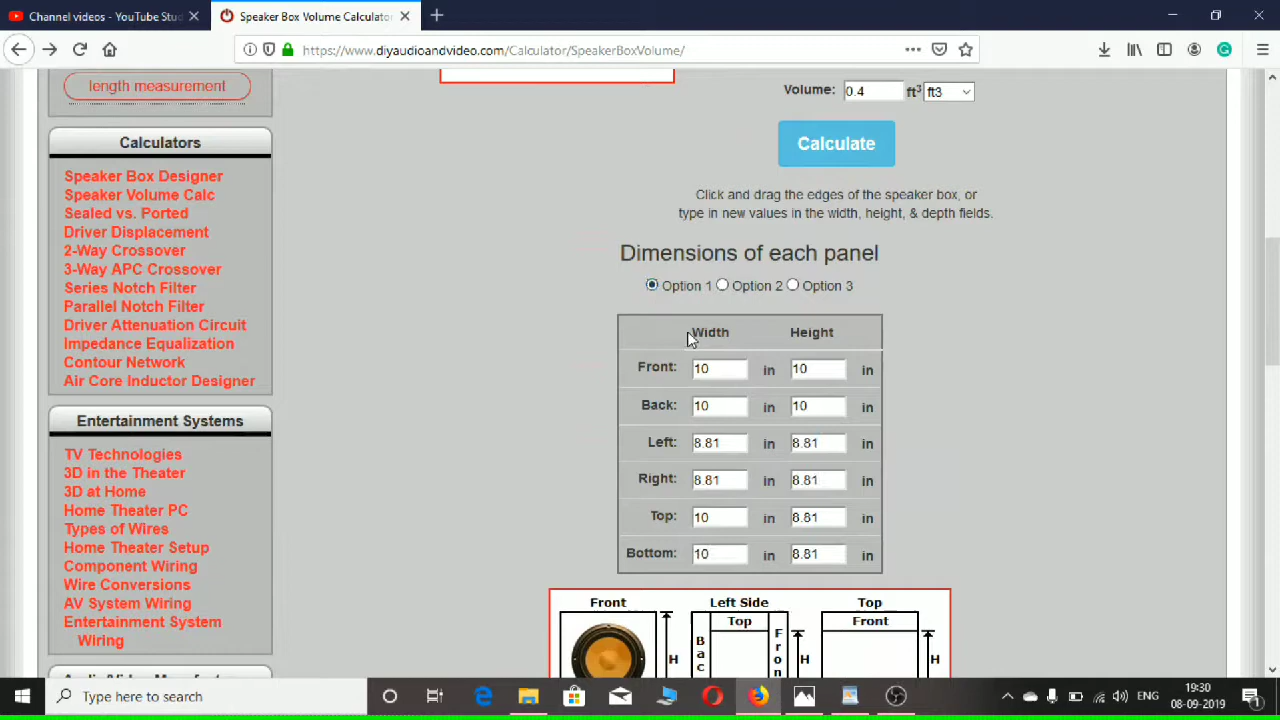 Channel videos - YouTube Stud
Speaker Box Volume Calculator
https://www.diyaudioandvideo.com/Calculator/SpeakerBoxVolume/
length measurement
Calculators
Speaker Box Designer
Speaker Volume Calc
Sealed vs. Ported
Driver Displacement
2-Way Crossover
3-Way APC Crossover
Series Notch Filter
Parallel Notch Filter
Driver Attenuation Circuit
Impedance Equalization
Contour Network
Air Core Inductor Designer
Entertainment Systems
TV Technologies
3D in the Theater
3D at Home
Home Theater PC
Types of Wires
Home Theater Setup
Component Wiring
Wire Conversions
AV System Wiring
Entertainment System
Wiring
Volume: 0.4 ft3 ft3
Calculate
Click and drag the edges of the speaker box, or
type in new values in the width, height, & depth fields.
Dimensions of each panel
Option 1 Option 2 Option 3
Width Height
Front: 10 in 10 in
Back: 10 in 10 in
Left: 8.81 in 8.81 in
Right: 8.81 in 8.81 in
Top: 10 in 8.81 in
Bottom: 10 in 8.81 in
Front Left Side Top
Top Front
Bac
Fron
H H H
Type here to search
ENG
19:30
08-09-2019
1